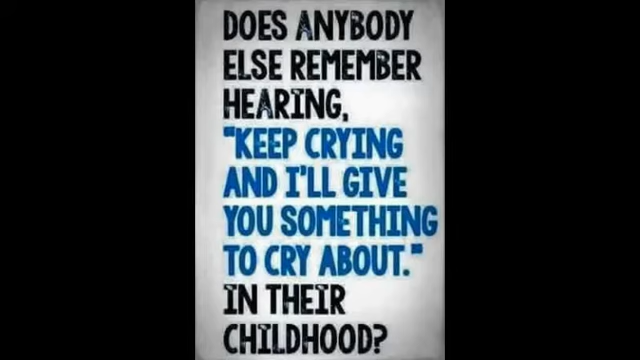 DOES ANYBODY
ELSE REMEMBER
HEARING,
"KEEP CRYING
AND I'LL GIVE
YOU SOMETHING
TO CRY ABOUT."
IN THEIR
CHILDHOOD?